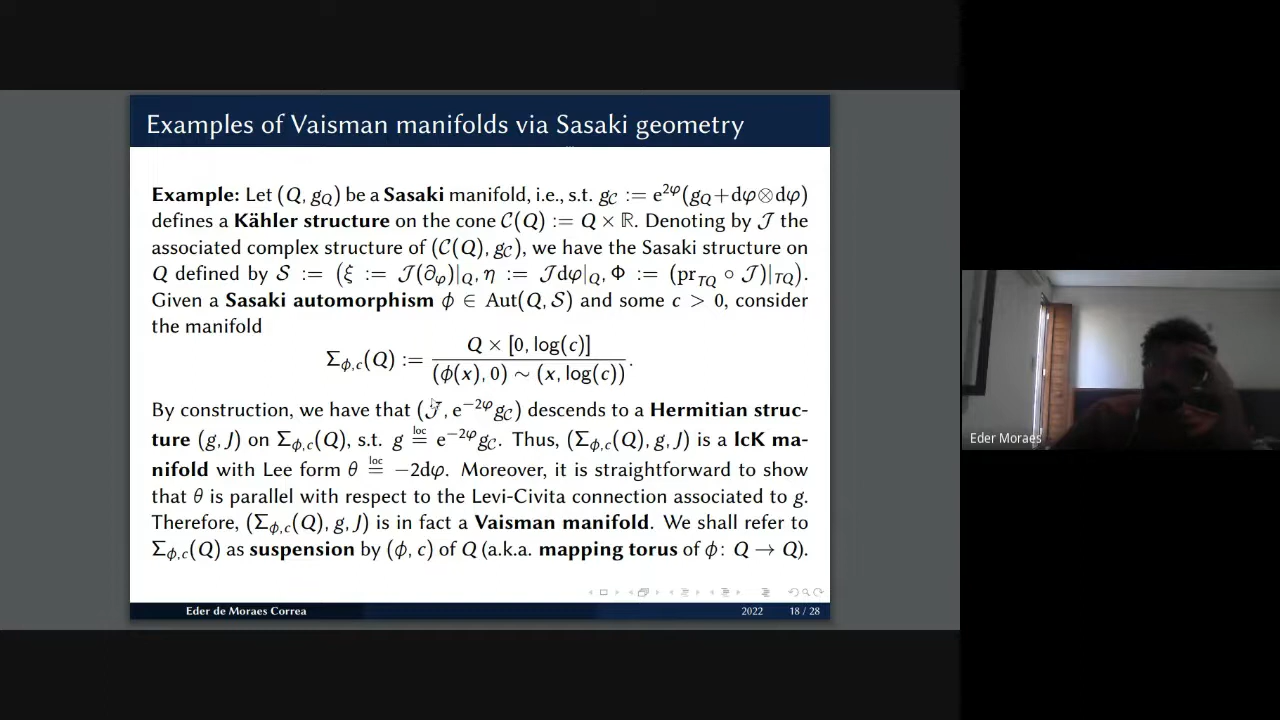 Examples of Vaisman manifolds via Sasaki geometry
Example: Let (Q, g_Q) be a Sasaki manifold, i.e., s.t. g_𝒞 := e^{2φ}(g_Q+dφ⊗dφ)
defines a Kähler structure on the cone 𝒞(Q) := Q × ℝ. Denoting by 𝒥 the
associated complex structure of (𝒞(Q), g_𝒞), we have the Sasaki structure on
Q defined by 𝒮 := (ξ := 𝒥(∂_φ)|_Q, η := 𝒥dφ|_Q, Φ := (pr_{TQ} ∘ 𝒥)|_{TQ}).
Given a Sasaki automorphism ϕ ∈ Aut(Q, 𝒮) and some c > 0, consider
the manifold
Σ_{ϕ,c}(Q) := Q × [0, log(c)] / (ϕ(x), 0) ∼ (x, log(c)).
By construction, we have that (𝒥, e^{−2φ}g_𝒞) descends to a Hermitian struc-
ture (g, J) on Σ_{ϕ,c}(Q), s.t. g loc= e^{−2φ}g_𝒞. Thus, (Σ_{ϕ,c}(Q), g, J) is a lcK ma-
nifold with Lee form θ loc= −2dφ. Moreover, it is straightforward to show
that θ is parallel with respect to the Levi-Civita connection associated to g.
Therefore, (Σ_{ϕ,c}(Q), g, J) is in fact a Vaisman manifold. We shall refer to
Σ_{ϕ,c}(Q) as suspension by (ϕ, c) of Q (a.k.a. mapping torus of ϕ: Q → Q).
Eder de Moraes Correa 2022 18 / 28
Eder Moraes